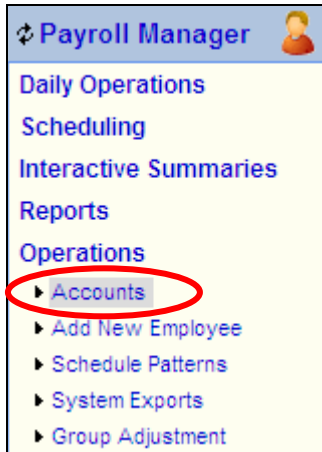 Payroll Manager
Daily Operations
Scheduling
Interactive Summaries
Reports
Operations
Accounts
Add New Employee
Schedule Patterns
System Exports
Group Adjustment